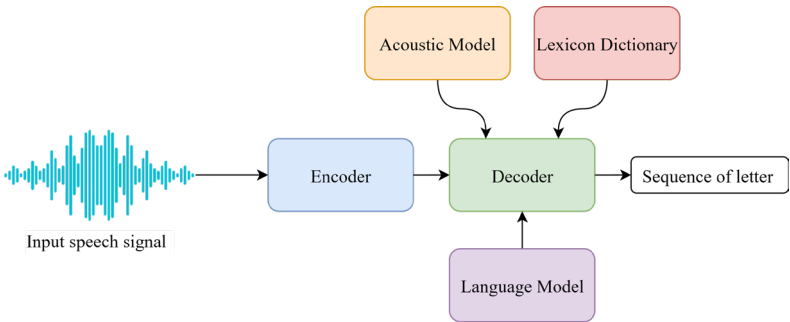 Acoustic Model
Lexicon Dictionary
Encoder
Decoder
Sequence of letter
Input speech signal
Language Model